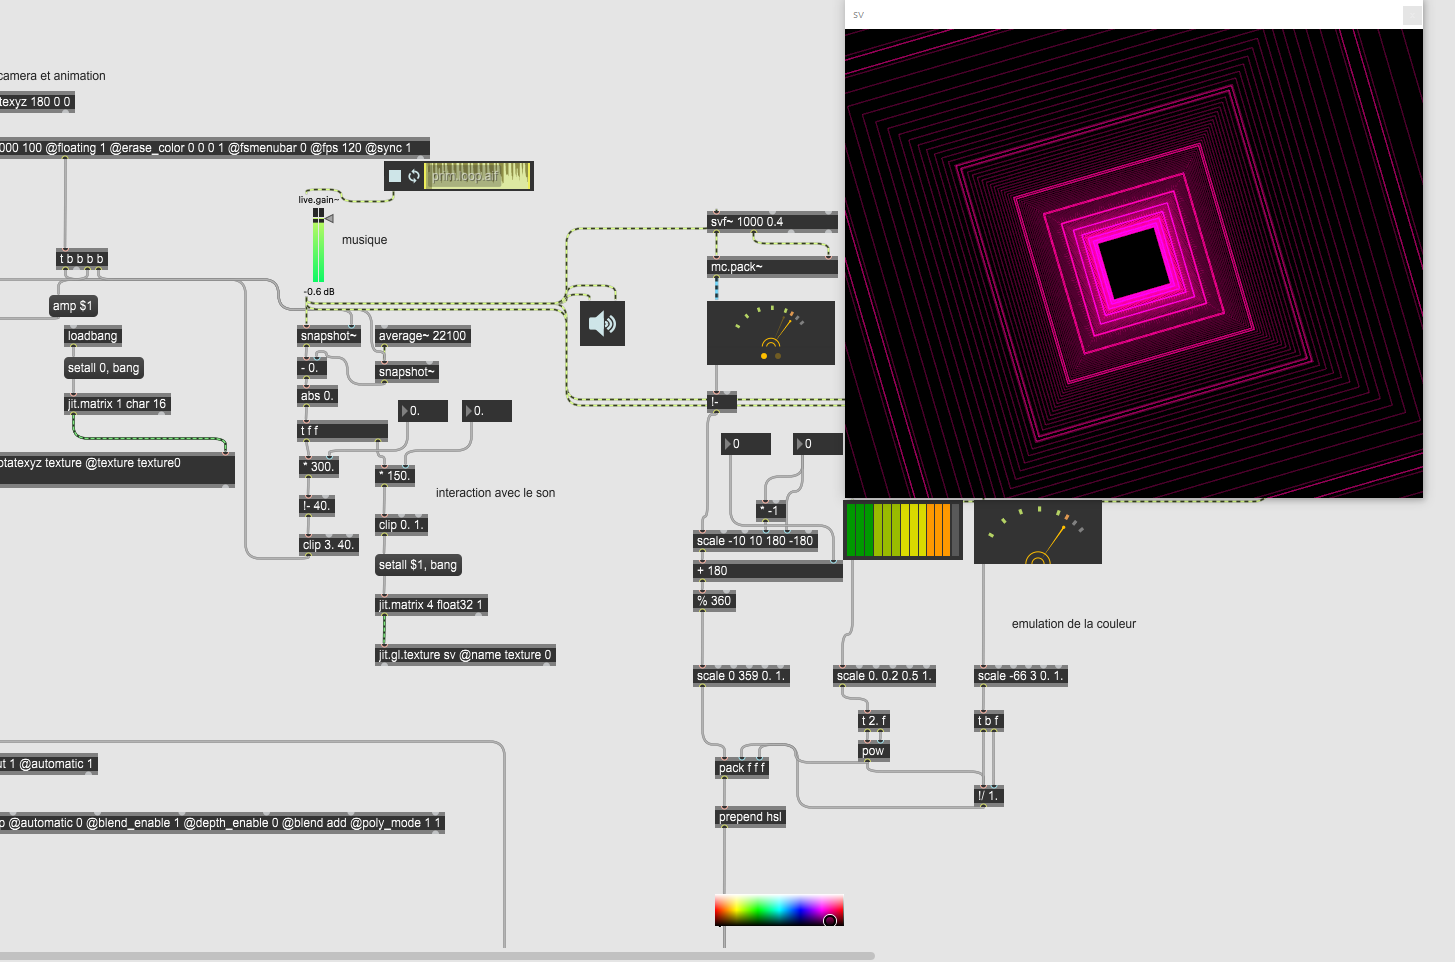 sv
camera et animation
texyz 180 0 0
000 100 @floating 1 @erase_color 0 0 0 1 @fsmenubar 0 @fps 120 @sync 1
prim.loop.aif
live.gain~
musique
-0.6 dB
t b b b b
amp $1
loadbang
setall 0, bang
jit.matrix 1 char 16
otatexyz texture @texture texture0
snapshot~
average~ 22100
- 0.
snapshot~
abs 0.
0.
0.
t f f
* 300.
* 150.
interaction avec le son
!- 40.
clip 0. 1.
clip 3. 40.
setall $1, bang
jit.matrix 4 float32 1
jit.gl.texture sv @name texture 0
svf~ 1000 0.4
mc.pack~
!-
0
0
* -1
scale -10 10 180 -180
+ 180
% 360
emulation de la couleur
scale 0 359 0. 1.
scale 0. 0.2 0.5 1.
scale -66 3 0. 1.
t 2. f
t b f
pow
pack f f f
!/ 1.
prepend hsl
ut 1 @automatic 1
p @automatic 0 @blend_enable 1 @depth_enable 0 @blend add @poly_mode 1 1